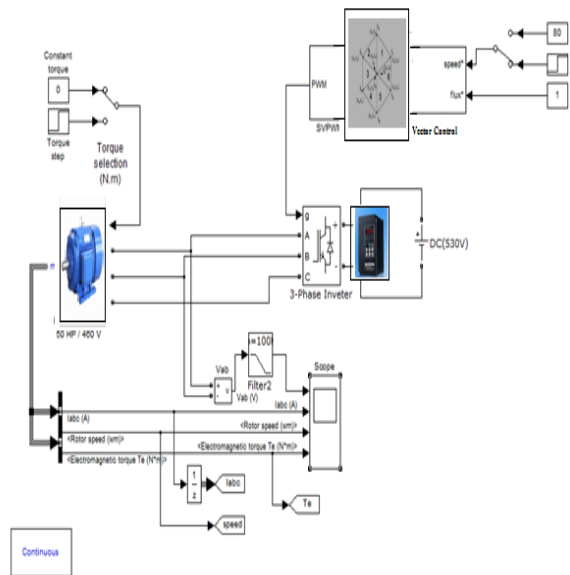 Constant
torque
0
Torque
step
Torque
selection
(N.m)
PWM
SVPWI
Vector Control
speed*
flux*
80
1
g
A
B
C
+
-
3-Phase Inveter
+
DC(530V)
m
50 HP / 460 V
Vab
+
-
v
Vab (V)
=100
Filter2
Scope
Iabc (A)
Iabc (A)
<Rotor speed (wm)>
<Rotor speed (wm)>
<Electromagnetic torque Te (N*m)>
<Electromagnetic torque Te (N*m)>
1
z
Iabc
Te
speed
Continuous